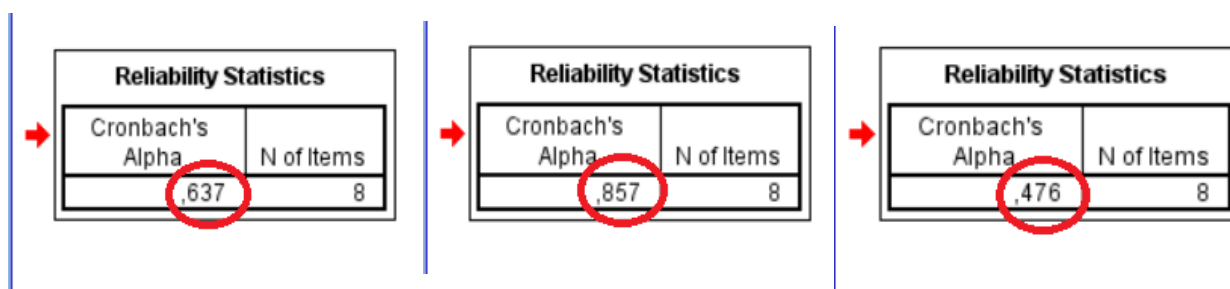 Reliability Statistics
Cronbach's
Alpha N of Items
,637 8
Reliability Statistics
Cronbach's
Alpha N of Items
,857 8
Reliability Statistics
Cronbach's
Alpha N of Items
,476 8